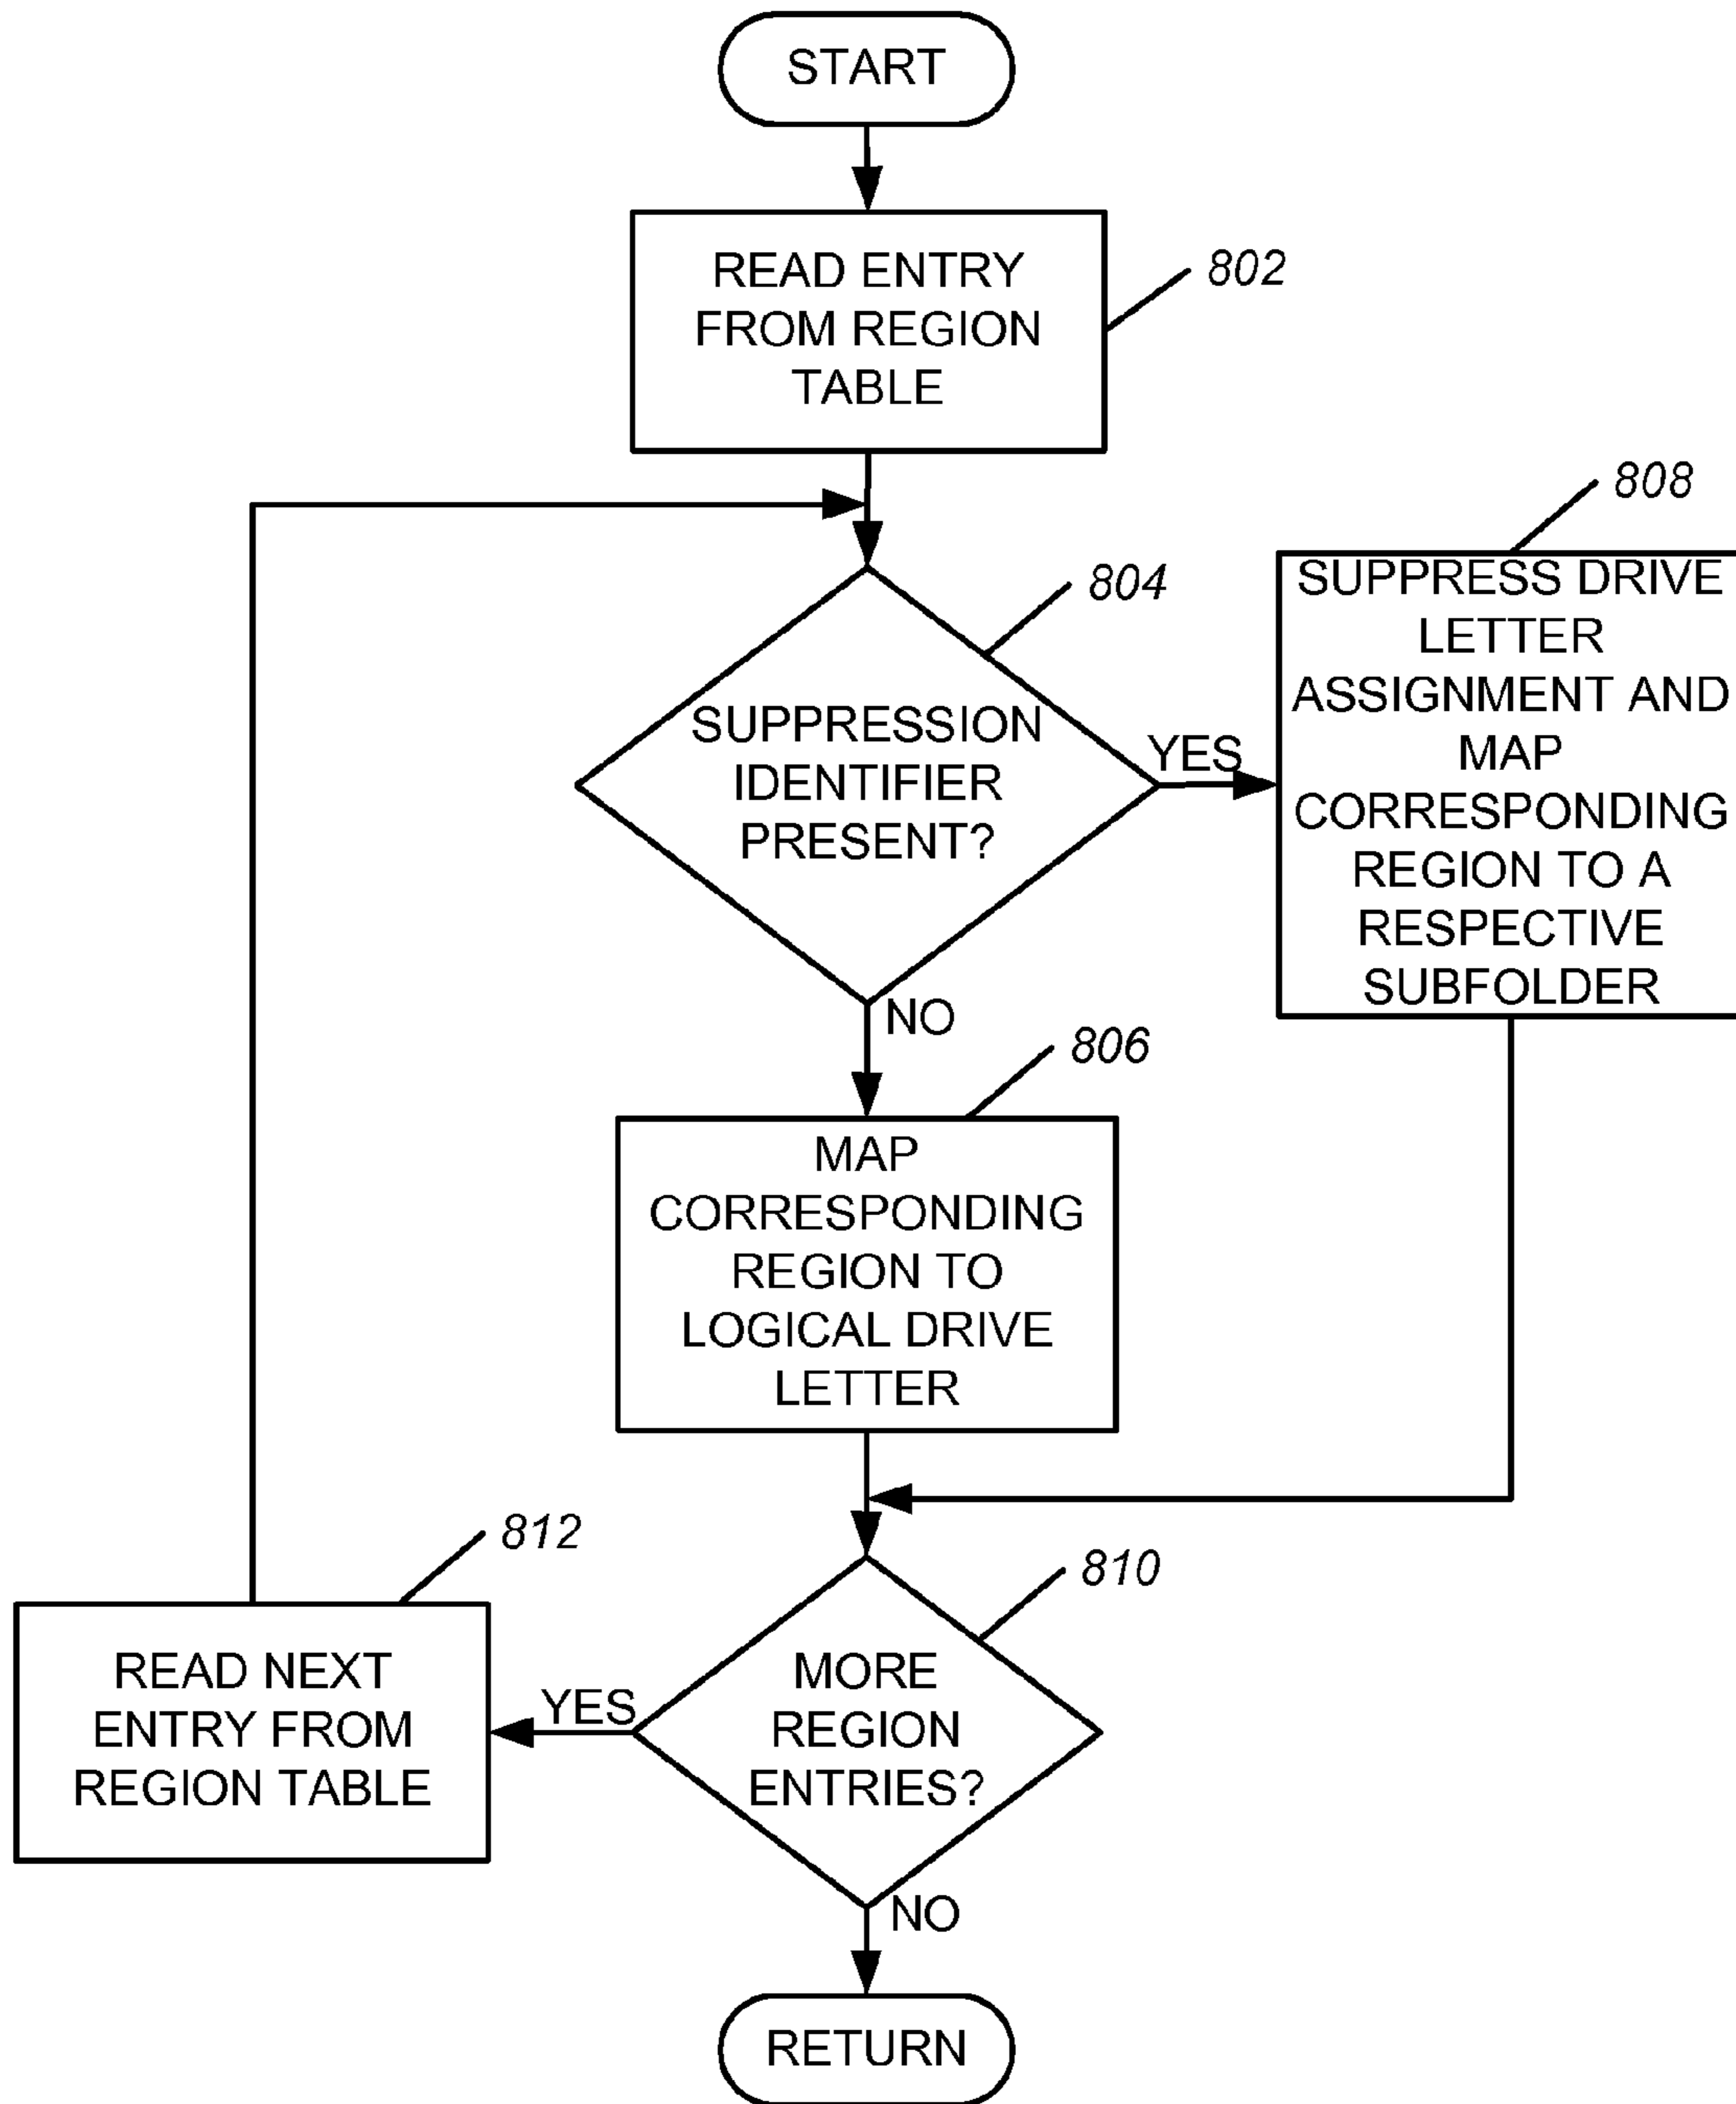 START
READ ENTRY
FROM REGION
TABLE
802
804
SUPPRESSION
IDENTIFIER
PRESENT?
YES
NO
808
SUPPRESS DRIVE
LETTER
ASSIGNMENT AND
MAP
CORRESPONDING
REGION TO A
RESPECTIVE
SUBFOLDER
806
MAP
CORRESPONDING
REGION TO
LOGICAL DRIVE
LETTER
810
MORE
REGION
ENTRIES?
YES
NO
812
READ NEXT
ENTRY FROM
REGION TABLE
RETURN